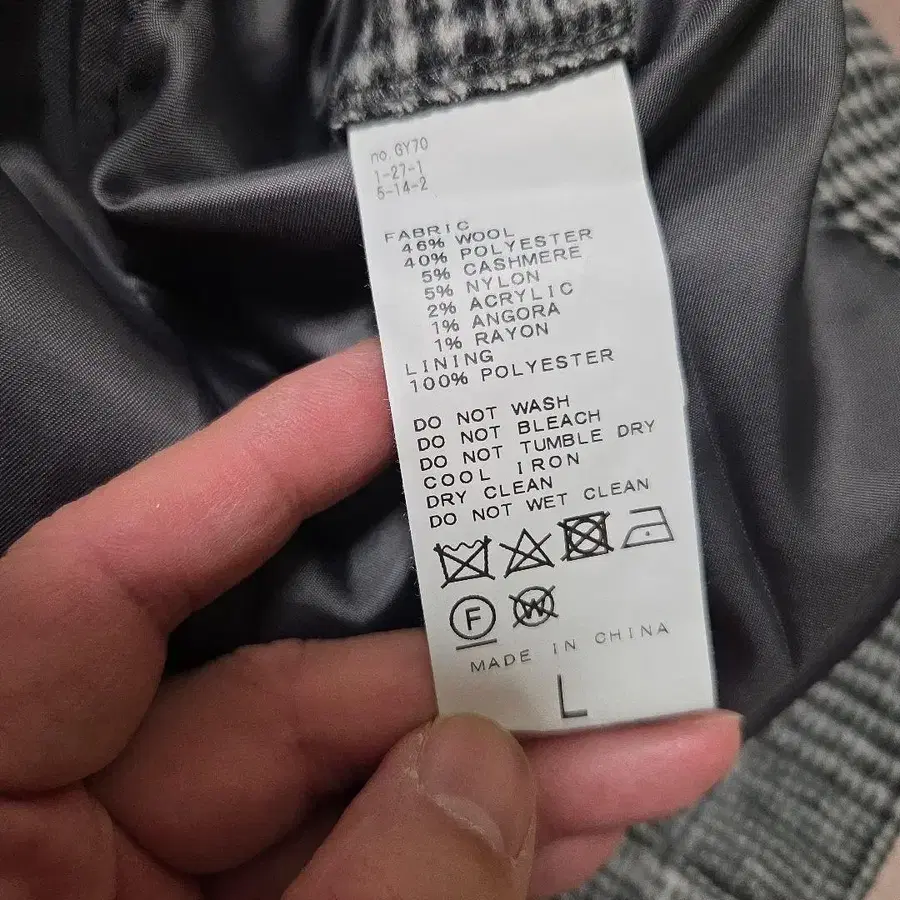 no. GY70
1-27-1
5-14-2
FABRIC
46% WOOL
40% POLYESTER
5% CASHMERE
5% NYLON
2% ACRYLIC
1% ANGORA
1% RAYON
LINING
100% POLYESTER
DO NOT WASH
DO NOT BLEACH
DO NOT TUMBLE DRY
COOL IRON
DRY CLEAN
DO NOT WET CLEAN
F W
MADE IN CHINA
L